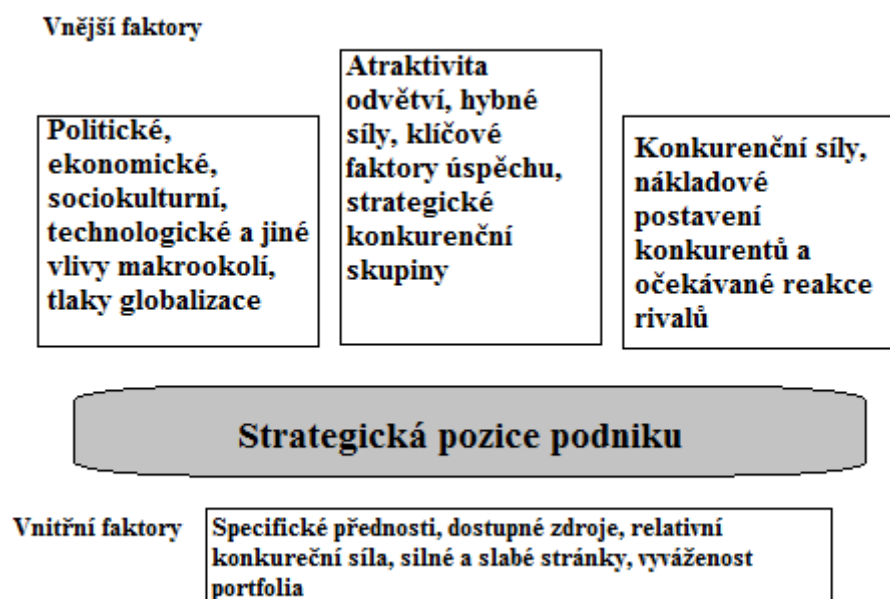 Vnější faktory
Politické,
ekonomické,
sociokulturní,
technologické a jiné
vlivy makrookolí,
tlaky globalizace
Atraktivita
odvětví, hybné
síly, klíčové
faktory úspěchu,
strategické
konkurenční
skupiny
Konkurenční síly,
nákladové
postavení
konkurentů a
očekávané reakce
rivalů
Strategická pozice podniku
Vnitřní faktory
Specifické přednosti, dostupné zdroje, relativní
konkureční síla, silné a slabé stránky, vyváženost
portfolia